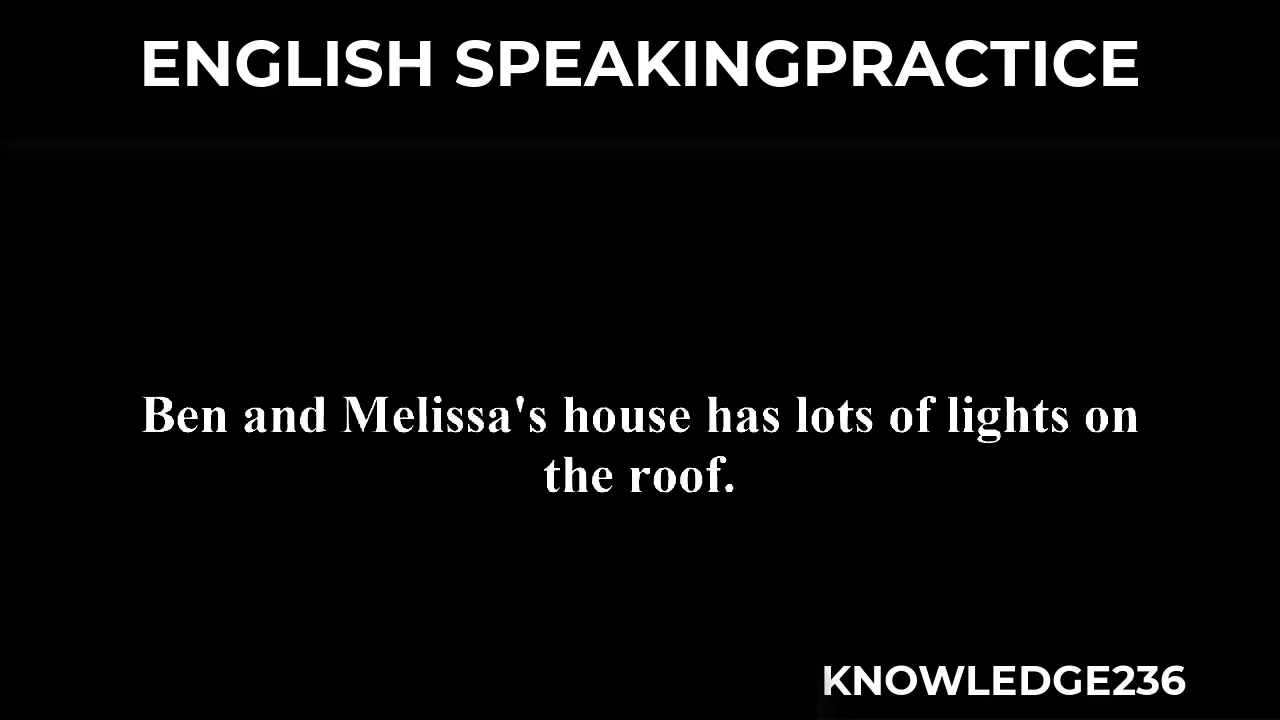 ENGLISH SPEAKINGPRACTICE
Ben and Melissa's house has lots of lights on
the roof.
KNOWLEDGE236